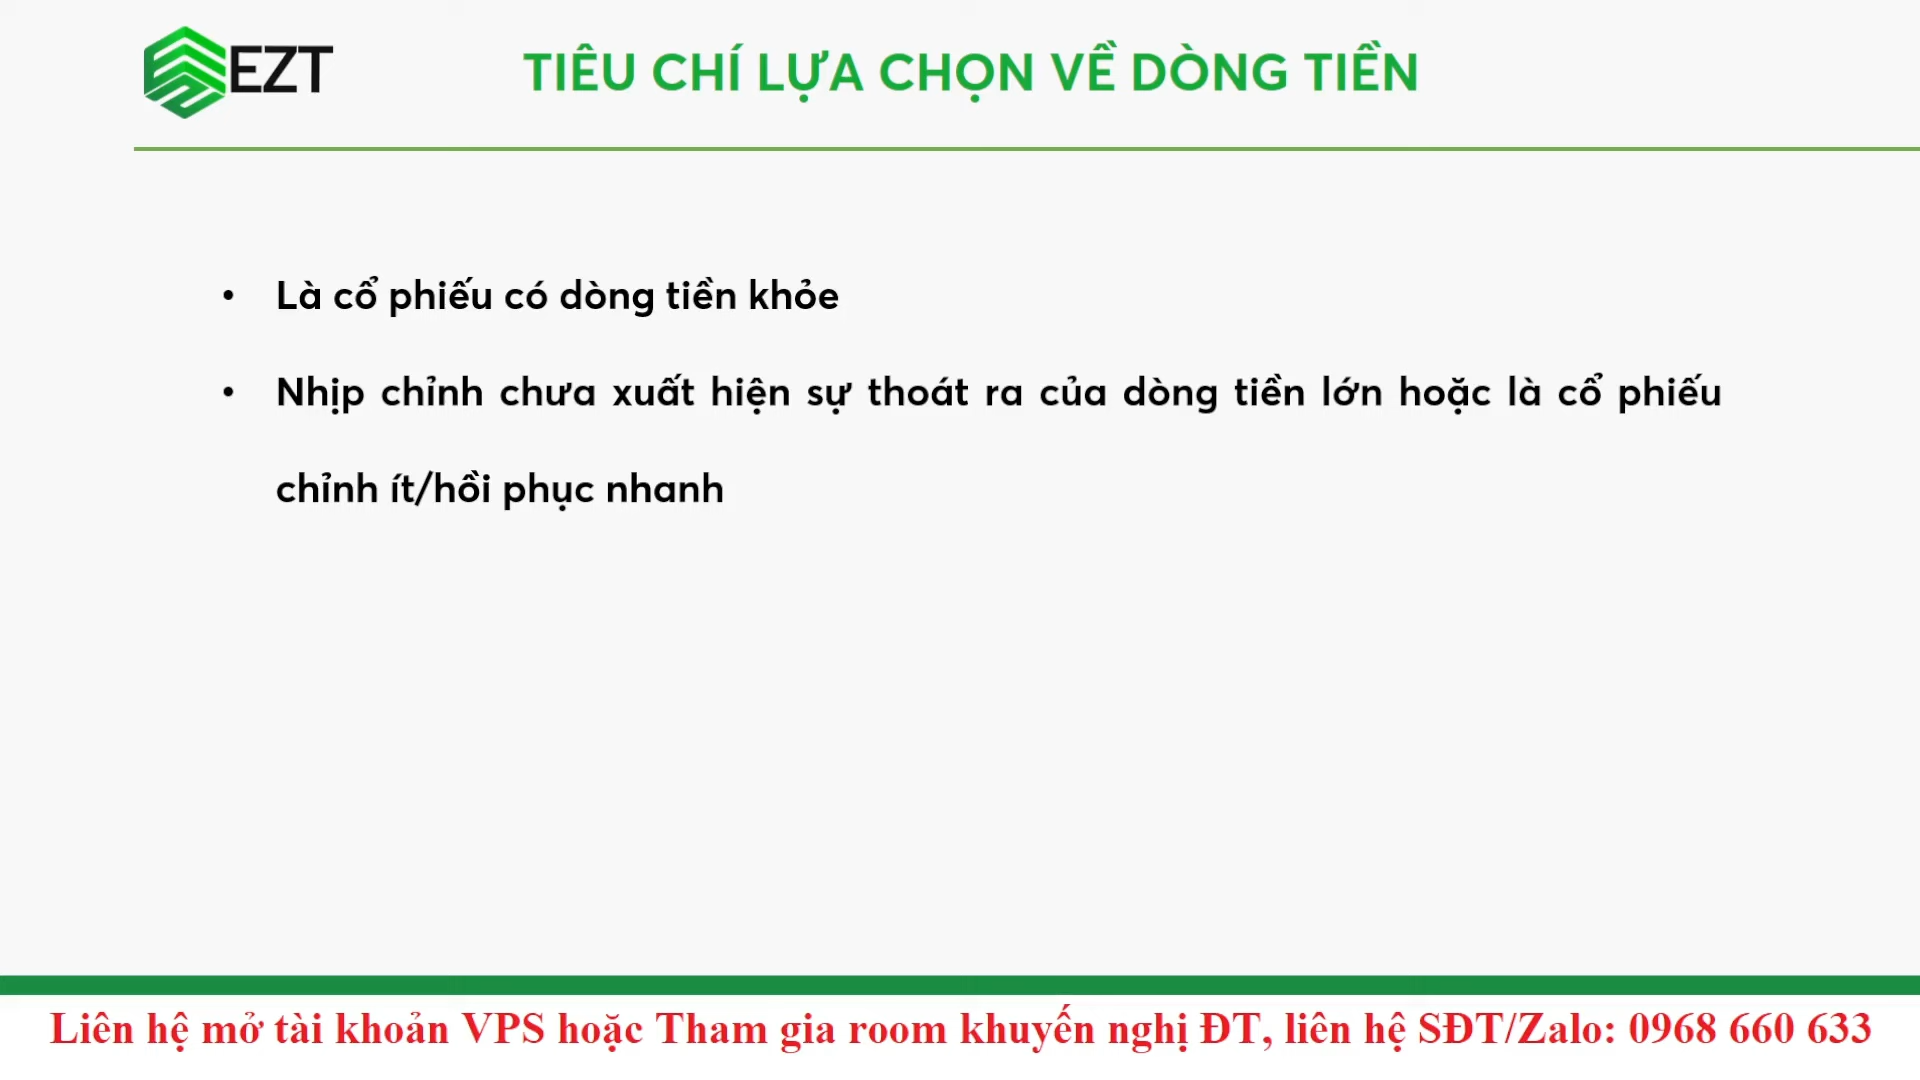 EZT
TIÊU CHÍ LỰA CHỌN VỀ DÒNG TIỀN
• Là cổ phiếu có dòng tiền khỏe
• Nhịp chỉnh chưa xuất hiện sự thoát ra của dòng tiền lớn hoặc là cổ phiếu
chỉnh ít/hồi phục nhanh
Liên hệ mở tài khoản VPS hoặc Tham gia room khuyến nghị ĐT, liên hệ SĐT/Zalo: 0968 660 633